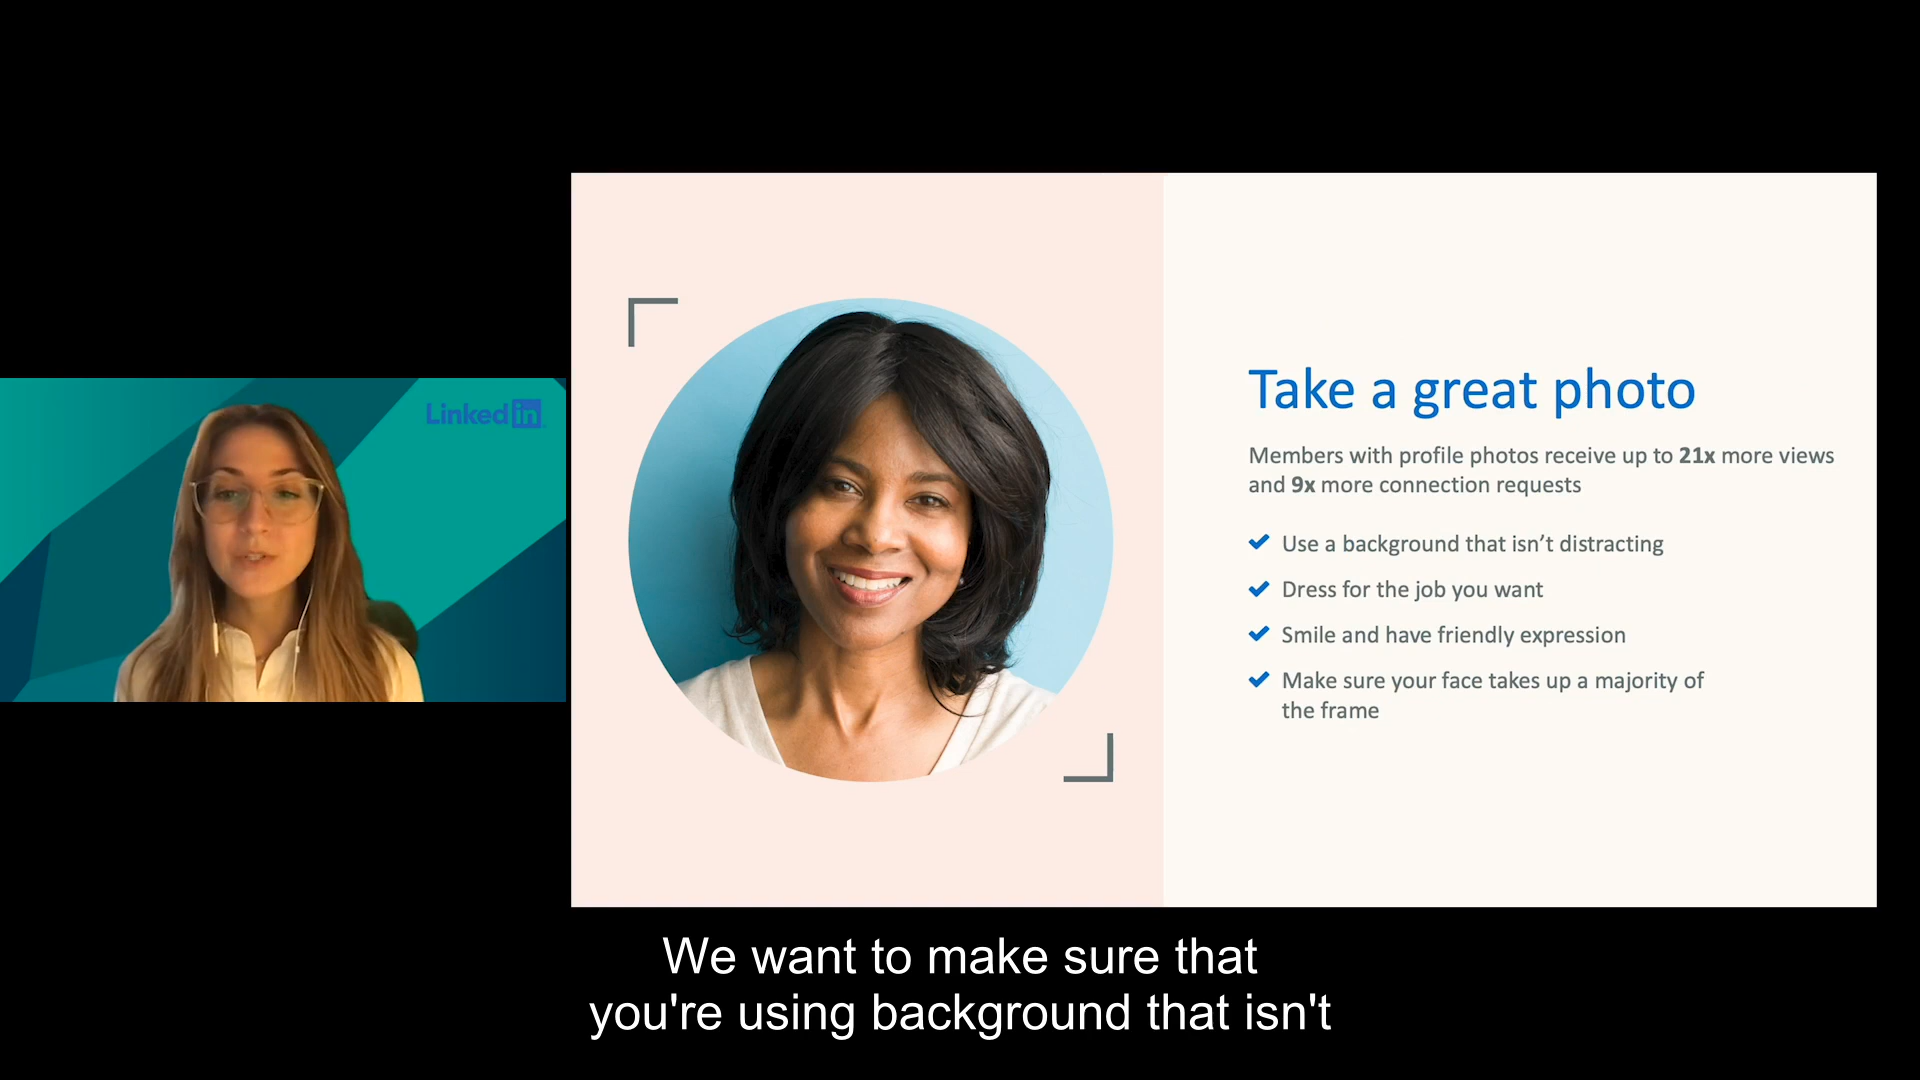 Linked in
Take a great photo
Members with profile photos receive up to 21x more views
and 9x more connection requests
Use a background that isn’t distracting
Dress for the job you want
Smile and have friendly expression
Make sure your face takes up a majority of
the frame
We want to make sure that
you're using background that isn't